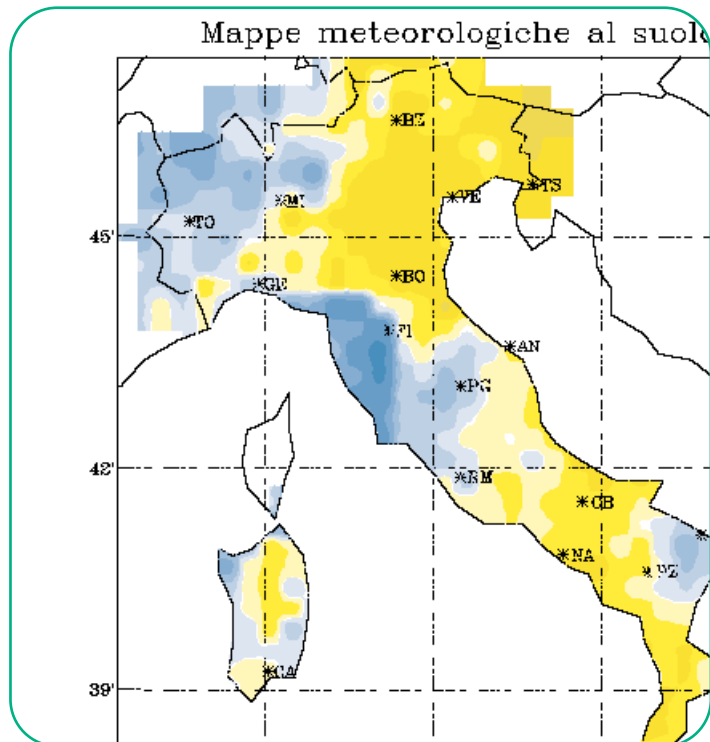 Mappe meteorologiche al suolo
*BZ
*TS
*MI
*VE
*TO
45'
*BO
*GE
*FI
*AN
*PG
42'
*RM
*CB
*NA
*PZ
*CA
39'